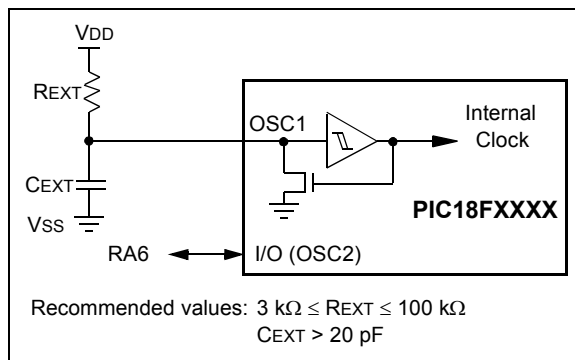 VDD
REXT
OSC1
Internal
Clock
CEXT
PIC18FXXXX
VSS
RA6
I/O (OSC2)
Recommended values: 3 kΩ ≤ REXT ≤ 100 kΩ
CEXT > 20 pF